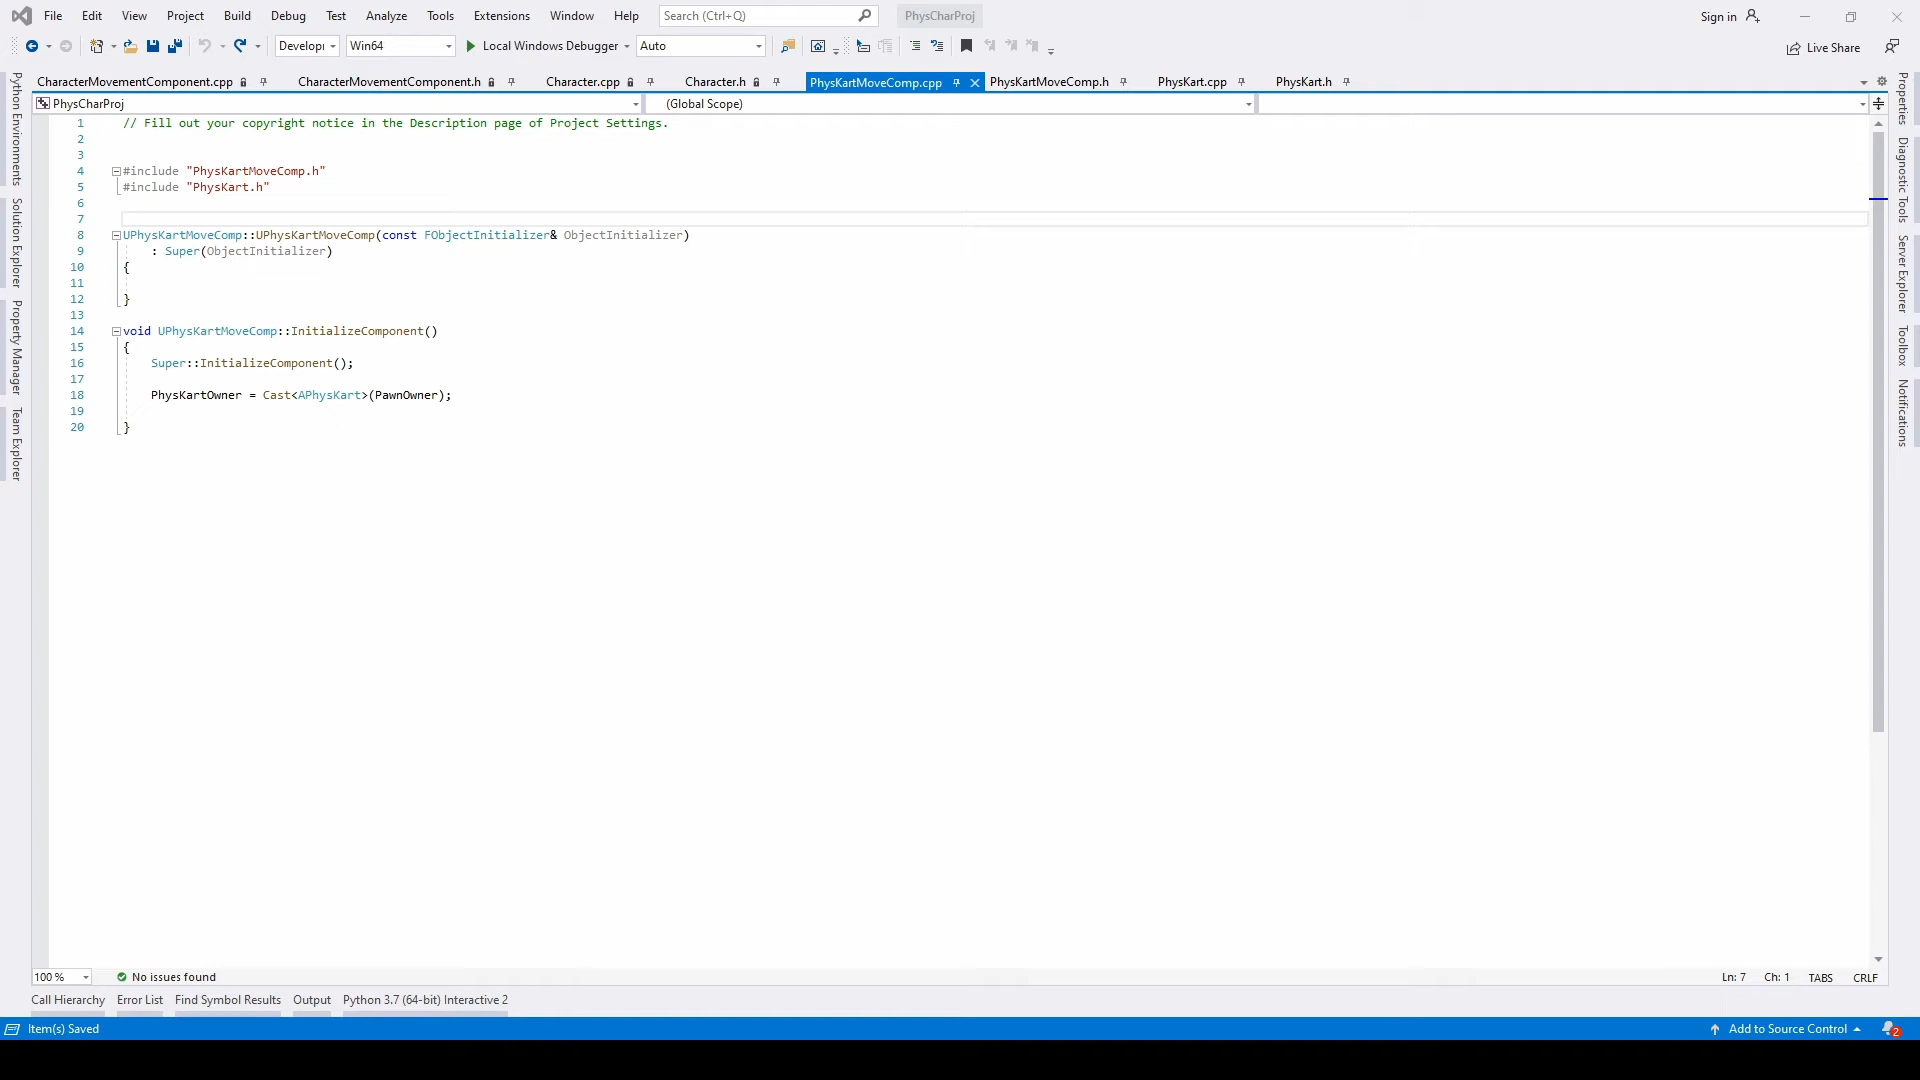 File Edit View Project Build Debug Test Analyze Tools Extensions Window Help Search (Ctrl+Q) PhysCharProj Sign in
Develop Win64 Local Windows Debugger Auto Live Share
CharacterMovementComponent.cpp CharacterMovementComponent.h Character.cpp Character.h PhysKartMoveComp.cpp PhysKartMoveComp.h PhysKart.cpp PhysKart.h
PhysCharProj (Global Scope)
1 // Fill out your copyright notice in the Description page of Project Settings.
2
3
4 #include "PhysKartMoveComp.h"
5 #include "PhysKart.h"
6
7
8 UPhysKartMoveComp::UPhysKartMoveComp(const FObjectInitializer& ObjectInitializer)
9 : Super(ObjectInitializer)
10 {
11
12 }
13
14 void UPhysKartMoveComp::InitializeComponent()
15 {
16 Super::InitializeComponent();
17
18 PhysKartOwner = Cast<APhysKart>(PawnOwner);
19
20 }
Python Environments
Solution Explorer
Property Manager
Team Explorer
Properties
Diagnostic Tools
Server Explorer
Toolbox
Notifications
100 % No issues found Ln: 7 Ch: 1 TABS CRLF
Call Hierarchy Error List Find Symbol Results Output Python 3.7 (64-bit) Interactive 2
Item(s) Saved Add to Source Control 2